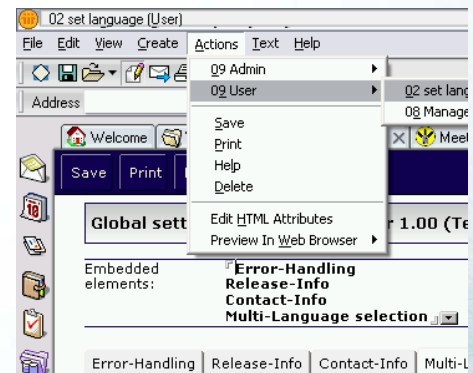 02 set language (User)
File Edit View Create Actions Text Help
Address
09 Admin
09 User
Save
Print
Help
Delete
Edit HTML Attributes
Preview In Web Browser
02 set lang
08 Manage
Welcome
Meet
Save Print
Global sett
r 1.00 (Te
Embedded elements:
Error-Handling
Release-Info
Contact-Info
Multi-Language selection
Error-Handling Release-Info Contact-Info Multi-L